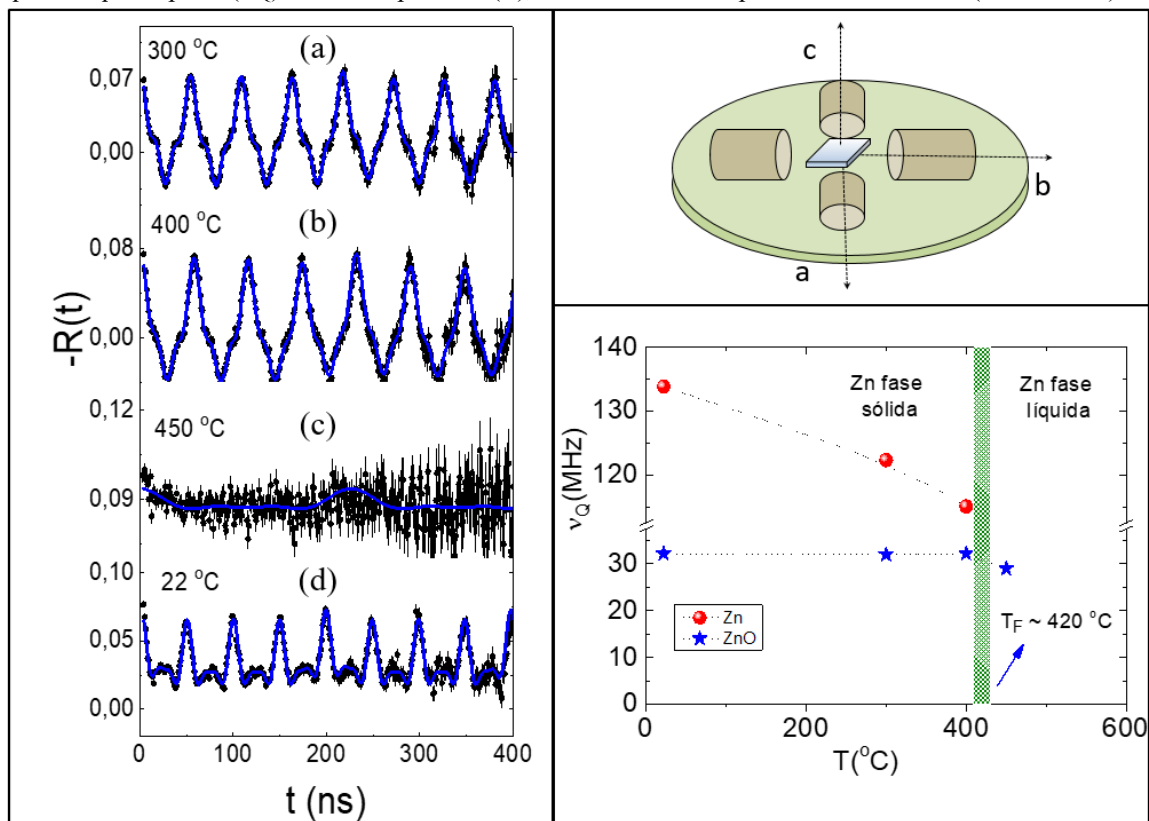 300 °C
(a)
0,07
0,00
400 °C
(b)
0,08
0,00
-R(t)
0,12
450 °C
(c)
0,09
0,10
22 °C
(d)
0,05
0,00
0 100 200 300 400
t (ns)
c
b
a
140
130
120
30
20
10
0
νQ(MHz)
Zn fase sólida
Zn fase líquida
Zn
ZnO
TF ~ 420 °C
0 200 400 600
T(°C)